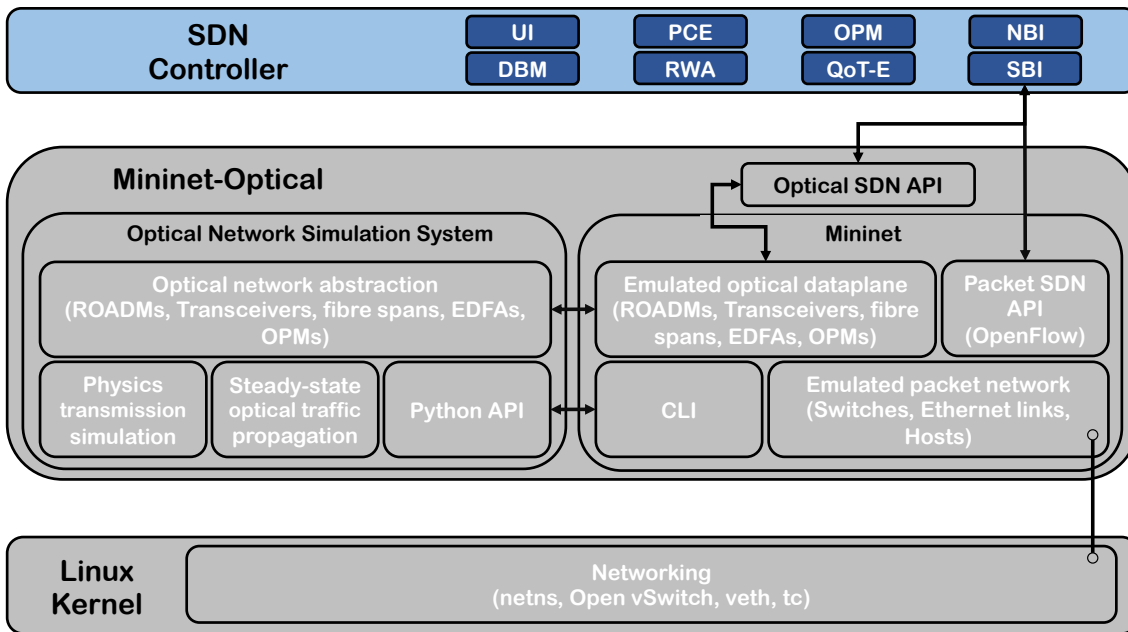 SDN
Controller
UI
PCE
OPM
NBI
DBM
RWA
QoT-E
SBI
Mininet-Optical
Optical SDN API
Optical Network Simulation System
Mininet
Optical network abstraction
(ROADMs, Transceivers, fibre spans, EDFAs,
OPMs)
Emulated optical dataplane
(ROADMs, Transceivers, fibre
spans, EDFAs, OPMs)
Packet SDN
API
(OpenFlow)
Physics
transmission
simulation
Steady-state
optical traffic
propagation
Python API
CLI
Emulated packet network
(Switches, Ethernet links,
Hosts)
Linux
Kernel
Networking
(netns, Open vSwitch, veth, tc)